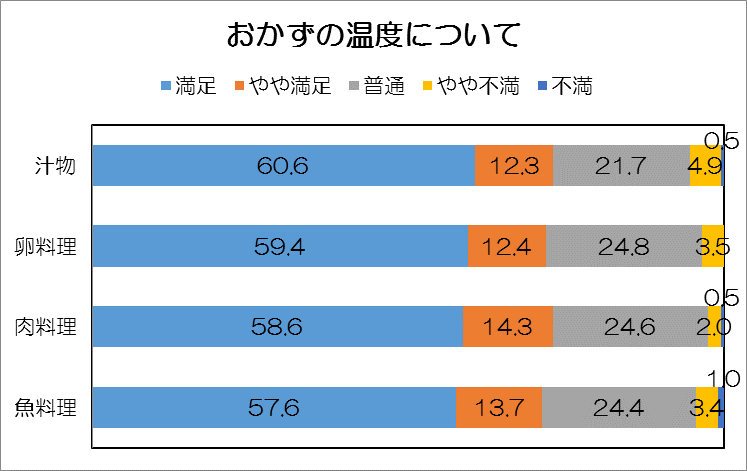 おかずの温度について
満足 やや満足 普通 やや不満 不満
0.5
汁物 60.6 12.3 21.7 4.9
卵料理 59.4 12.4 24.8 3.5
0.5
肉料理 58.6 14.3 24.6 2.0
1.0
魚料理 57.6 13.7 24.4 3.4